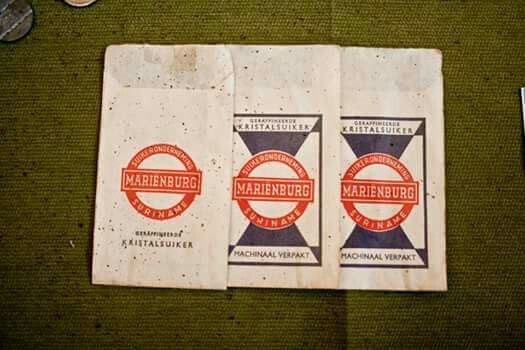 SUIKERONDERNEMING
MARIËNBURG
SURINAME
GERAFFINEERDE
KRISTALSUIKER
GERAFFINEERDE
KRISTALSUIKER
SUIKERONDERNEMING
MARIËNBURG
SURINAME
MACHINAAL VERPAKT
GERAFFINEERDE
KRISTALSUIKER
SUIKERONDERNEMING
MARIËNBURG
SURINAME
MACHINAAL VERPAKT